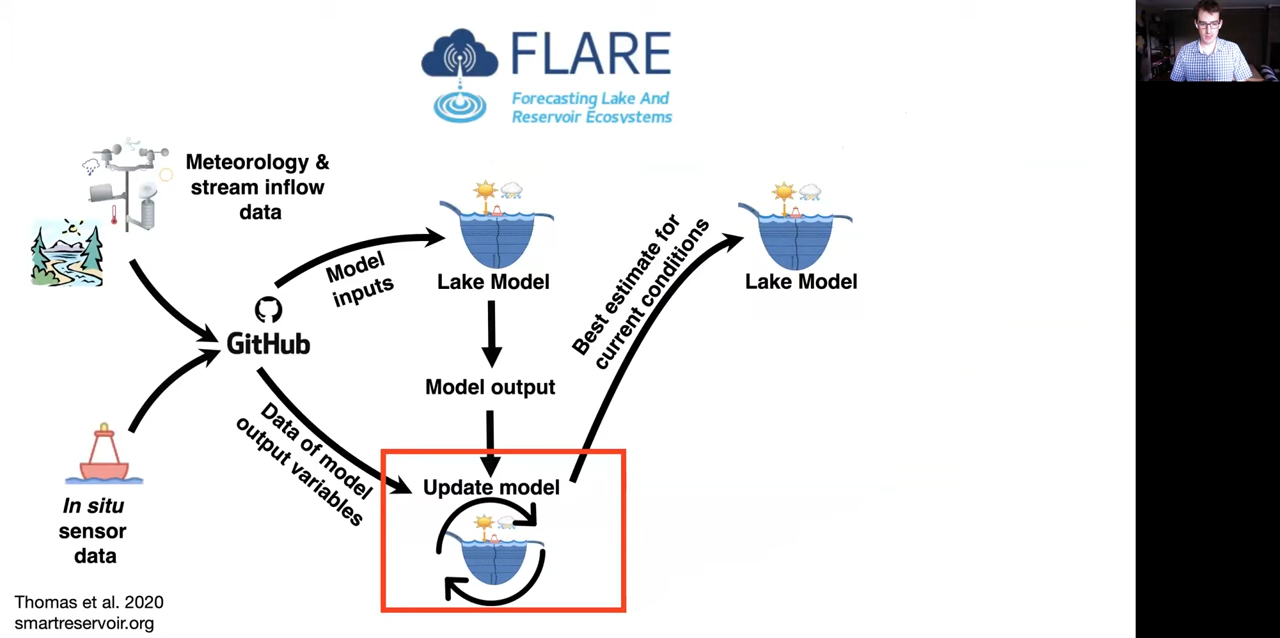 FLARE
Forecasting Lake And
Reservoir Ecosystems
Meteorology &
stream inflow
data
Model
inputs
Lake Model
Best estimate for
current conditions
Lake Model
GitHub
Model output
Data of model
output variables
Update model
In situ
sensor
data
Thomas et al. 2020
smartreservoir.org